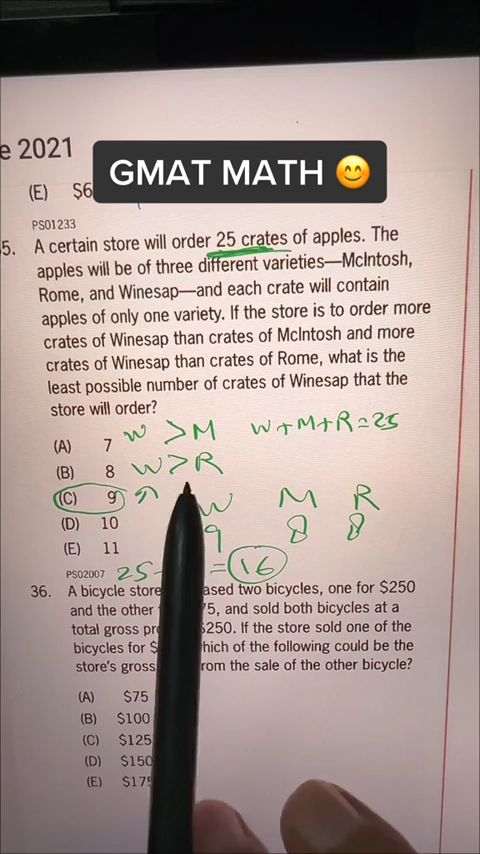 e 2021
GMAT MATH 😊
(E) $6
PS01233
5. A certain store will order 25 crates of apples. The
apples will be of three different varieties—McIntosh,
Rome, and Winesap—and each crate will contain
apples of only one variety. If the store is to order more
crates of Winesap than crates of McIntosh and more
crates of Winesap than crates of Rome, what is the
least possible number of crates of Winesap that the
store will order?
(A) 7 W > M W+M+R=25
(B) 8 W > R
(C) 9 W M R
(D) 10 9 8 8
(E) 11
PS02007 25- = 16
36. A bicycle store ased two bicycles, one for $250
and the other 75, and sold both bicycles at a
total gross pr $250. If the store sold one of the
bicycles for $ hich of the following could be the
store's gross rom the sale of the other bicycle?
(A) $75
(B) $100
(C) $125
(D) $150
(E) $175